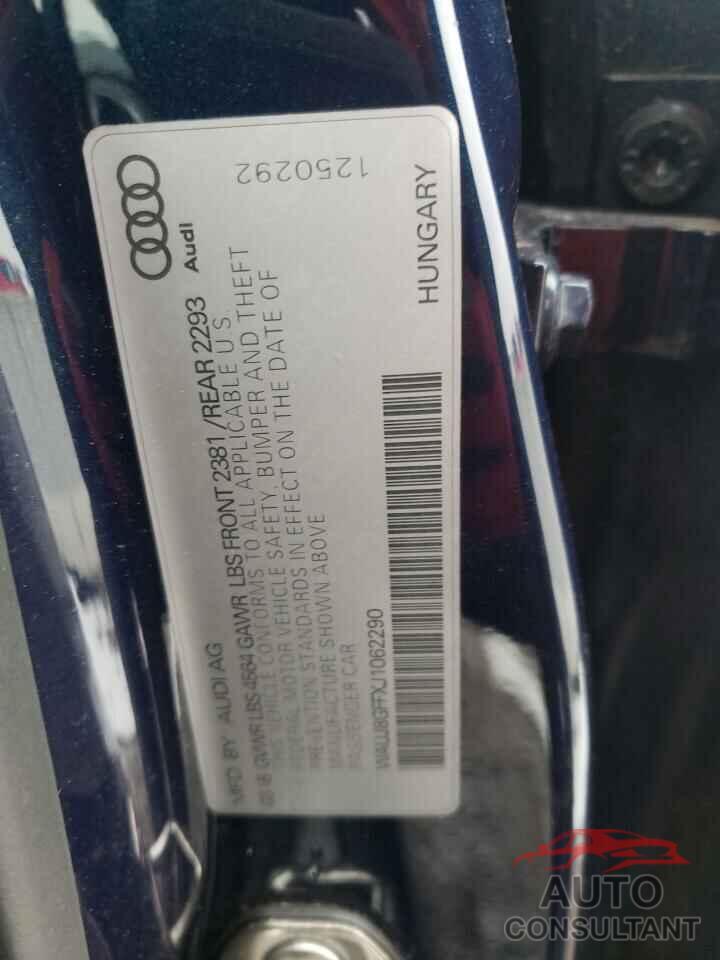 MFD BY AUDI AG
GVWR LBS 4564 GAWR LBS FRONT 2381 / REAR 2293
THIS VEHICLE CONFORMS TO ALL APPLICABLE U.S.
FEDERAL MOTOR VEHICLE SAFETY, BUMPER AND THEFT
PREVENTION STANDARDS IN EFFECT ON THE DATE OF
MANUFACTURE SHOWN ABOVE
PASSENGER CAR
WAUJ8GFFXJ1062290
Audi
1250292
HUNGARY
AUTO
CONSULTANT